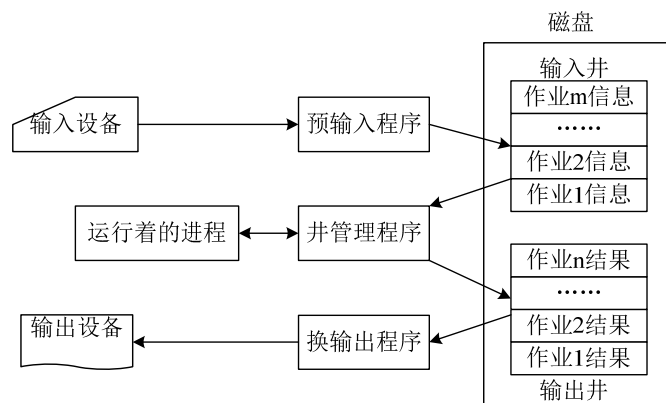 磁盘
输入井
作业m信息
……
作业2信息
作业1信息
输入设备
预输入程序
运行着的进程
井管理程序
作业n结果
……
作业2结果
作业1结果
输出井
输出设备
换输出程序